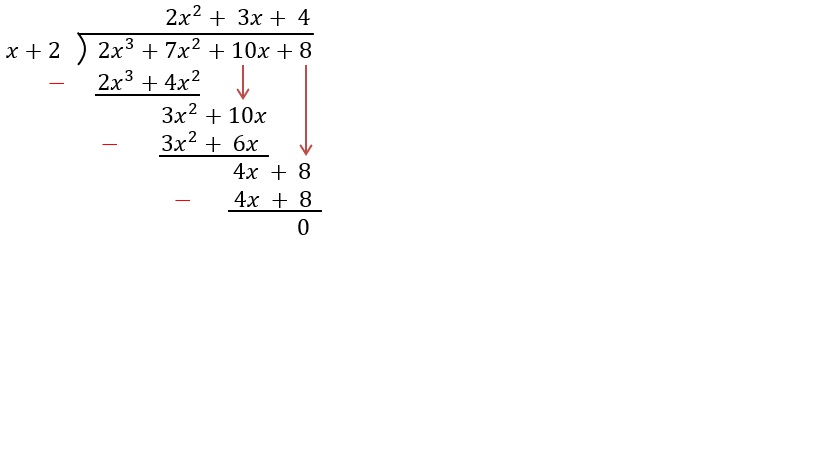 2x² + 3x + 4
x + 2 ) 2x³ + 7x² + 10x + 8
− 2x³ + 4x²
3x² + 10x
− 3x² + 6x
4x + 8
− 4x + 8
0